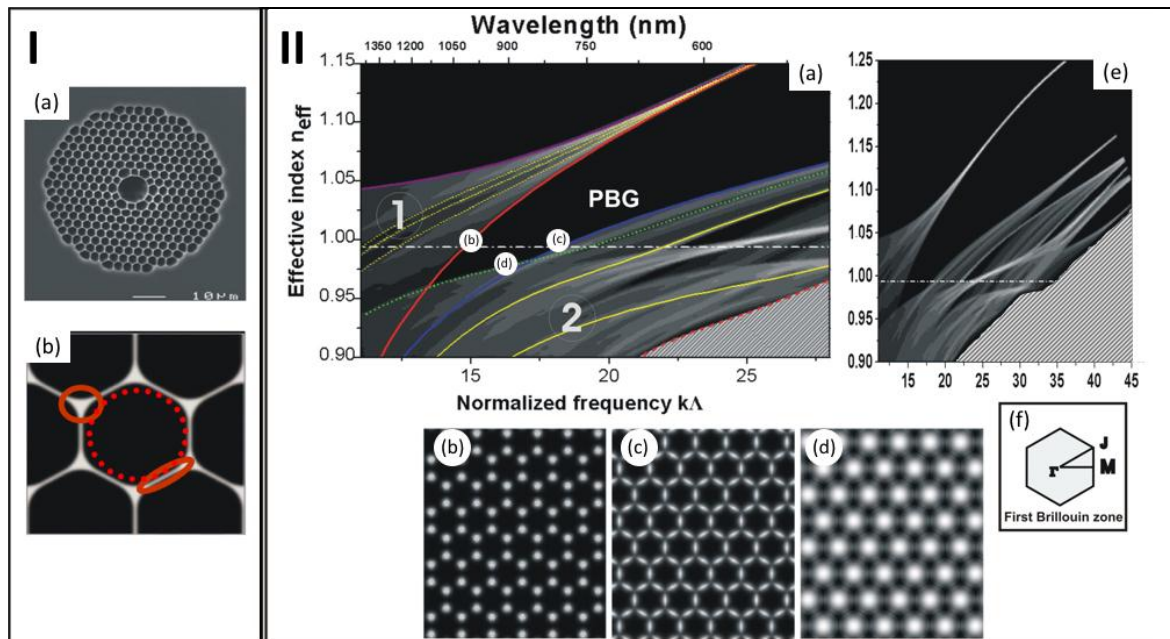 I
(a)
10µm
(b)
II
Wavelength (nm)
1350 1200 1050 900 750 600
(a)
Effective index neff
1.15
1.10
1.05
1.00
0.95
0.90
1
PBG
(b)
(c)
(d)
2
15 20 25
Normalized frequency kΛ
(e)
1.25
1.20
1.15
1.10
1.05
1.00
0.95
0.90
15 20 25 30 35 40 45
(b)
(c)
(d)
(f)
J
Γ
M
First Brillouin zone